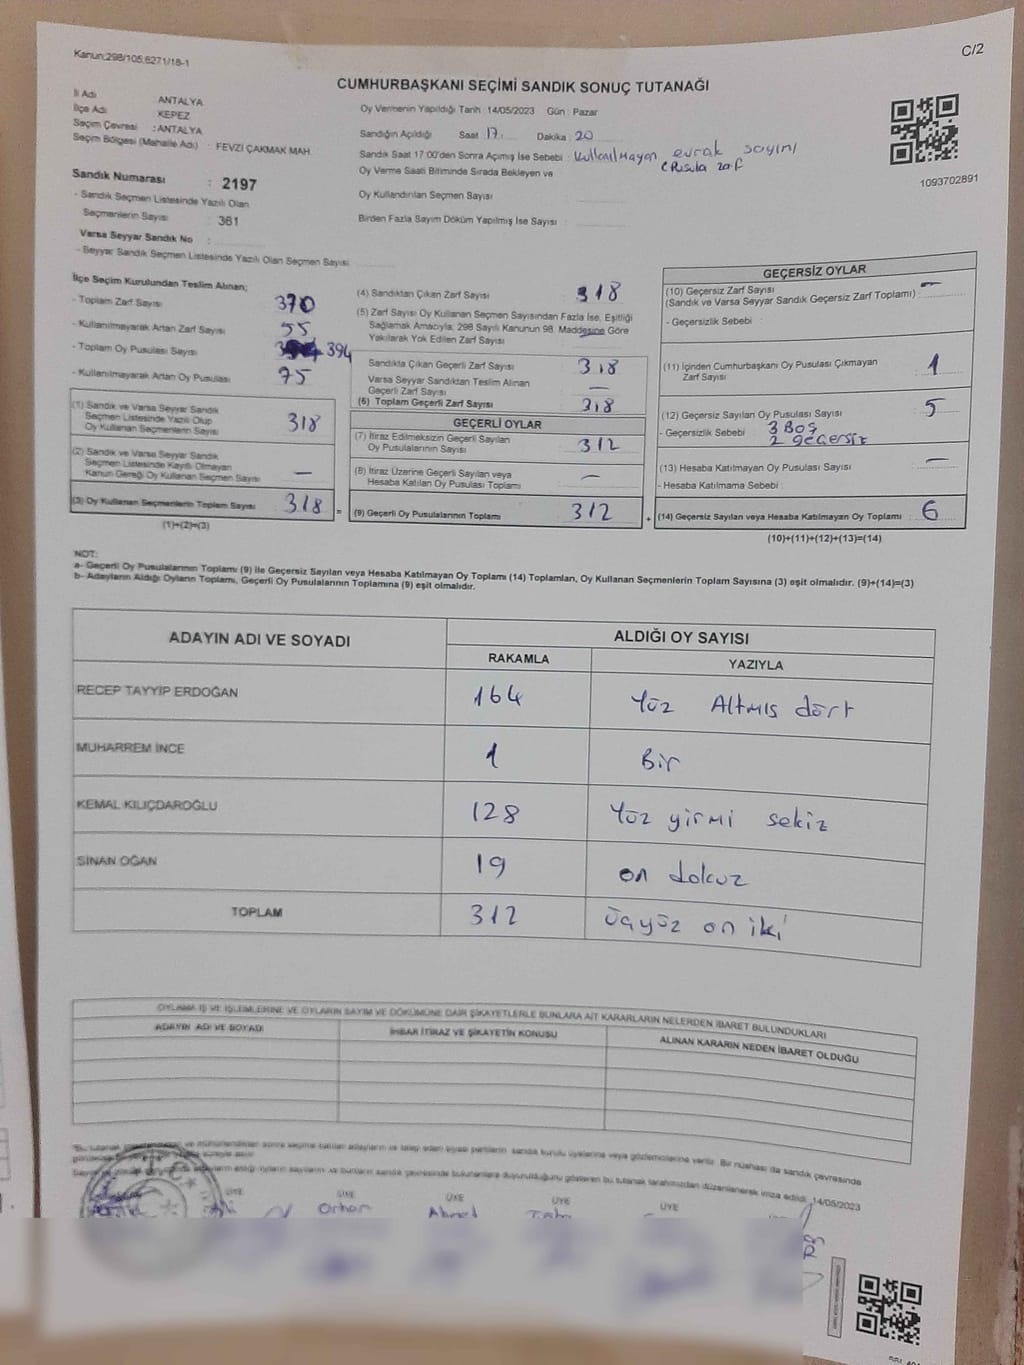 Kanun;298/105,6271/18-1
C/2
CUMHURBAŞKANI SEÇİMİ SANDIK SONUÇ TUTANAĞI
İl Adı ANTALYA
İlçe Adı KEPEZ
Seçim Çevresi : ANTALYA
Seçim Bölgesi (Mahalle Adı) : FEVZİ ÇAKMAK MAH.
Sandık Numarası : 2197
- Sandık Seçmen Listesinde Yazılı Olan
Seçmenlerin Sayısı : 361
Varsa Seyyar Sandık No :
- Seyyar Sandık Seçmen Listesinde Yazılı Olan Seçmen Sayısı
Oy Vermenin Yapıldığı Tarih : 14/05/2023 Gün : Pazar
Sandığın Açıldığı Saat 17 Dakika : 20
Sandık Saat 17:00'den Sonra Açılmış İse Sebebi : kullanılmayan evrak sayımı
Oy Verme Saati Bitiminde Sırada Bekleyen ve
Oy Kullandırılan Seçmen Sayısı
Birden Fazla Sayım Döküm Yapılmış İse Sayısı :
1093702891
İlçe Seçim Kurulundan Teslim Alınan;
- Toplam Zarf Sayısı 370
- Kullanılmayarak Artan Zarf Sayısı 55
- Toplam Oy Pusulası Sayısı 394
- Kullanılmayarak Artan Oy Pusulası 75
(1) Sandık ve Varsa Seyyar Sandık
Seçmen Listesinde Yazılı Olup
Oy Kullanan Seçmenlerin Sayısı 318
(2) Sandık ve Varsa Seyyar Sandık
Seçmen Listesinde Kayıtlı Olmayan
Kanun Gereği Oy Kullanan Seçmen Sayısı —
(3) Oy Kullanan Seçmenlerin Toplam Sayısı 318 =
(1)+(2)=(3)
(4) Sandıktan Çıkan Zarf Sayısı 318
(5) Zarf Sayısı Oy Kullanan Seçmen Sayısından Fazla İse, Eşitliği
Sağlamak Amacıyla, 298 Sayılı Kanunun 98. Maddesine Göre
Yakılarak Yok Edilen Zarf Sayısı
Sandıkta Çıkan Geçerli Zarf Sayısı 318
Varsa Seyyar Sandıktan Teslim Alınan
Geçerli Zarf Sayısı —
(6) Toplam Geçerli Zarf Sayısı 318
GEÇERLİ OYLAR
(7) İtiraz Edilmeksizin Geçerli Sayılan
Oy Pusulalarının Sayısı 312
(8) İtiraz Üzerine Geçerli Sayılan veya
Hesaba Katılan Oy Pusulaları Toplamı —
(9) Geçerli Oy Pusulalarının Toplamı 312 +
GEÇERSİZ OYLAR
(10) Geçersiz Zarf Sayısı
(Sandık ve Varsa Seyyar Sandık Geçersiz Zarf Toplamı) : —
- Geçersizlik Sebebi :
(11) İçinden Cumhurbaşkanı Oy Pusulası Çıkmayan
Zarf Sayısı 1
(12) Geçersiz Sayılan Oy Pusulası Sayısı 5
- Geçersizlik Sebebi 3 Boş
2 geçersiz
(13) Hesaba Katılmayan Oy Pusulası Sayısı —
- Hesaba Katılmama Sebebi :
(14) Geçersiz Sayılan veya Hesaba Katılmayan Oy Toplamı : 6
(10)+(11)+(12)+(13)=(14)
NOT:
a- Geçerli Oy Pusulalarının Toplamı (9) ile Geçersiz Sayılan veya Hesaba Katılmayan Oy Toplamı (14) Toplamları, Oy Kullanan Seçmenlerin Toplam Sayısına (3) eşit olmalıdır. (9)+(14)=(3)
b- Adayların Aldığı Oyların Toplamı, Geçerli Oy Pusulalarının Toplamına (9) eşit olmalıdır.
ADAYIN ADI VE SOYADI
ALDIĞI OY SAYISI
RAKAMLA YAZIYLA
RECEP TAYYİP ERDOĞAN 164 Yüz Altmış dört
MUHARREM İNCE 1 Bir
KEMAL KILIÇDAROĞLU 128 Yüz yirmi sekiz
SİNAN OĞAN 19 on dokuz
TOPLAM 312 üçyüz on iki
OYLAMA İŞ VE İŞLEMLERİNE VE OYLARIN SAYIM VE DÖKÜMÜNE DAİR ŞİKAYETLERLE BUNLARA AİT KARARLARIN NELERDEN İBARET BULUNDUKLARI
ADAYIN ADI VE SOYADI İHBAR İTİRAZ VE ŞİKAYETİN KONUSU ALINAN KARARIN NEDEN İBARET OLDUĞU
14/05/2023
ÜYE ÜYE ÜYE ÜYE ÜYE
Orhan Ahmed